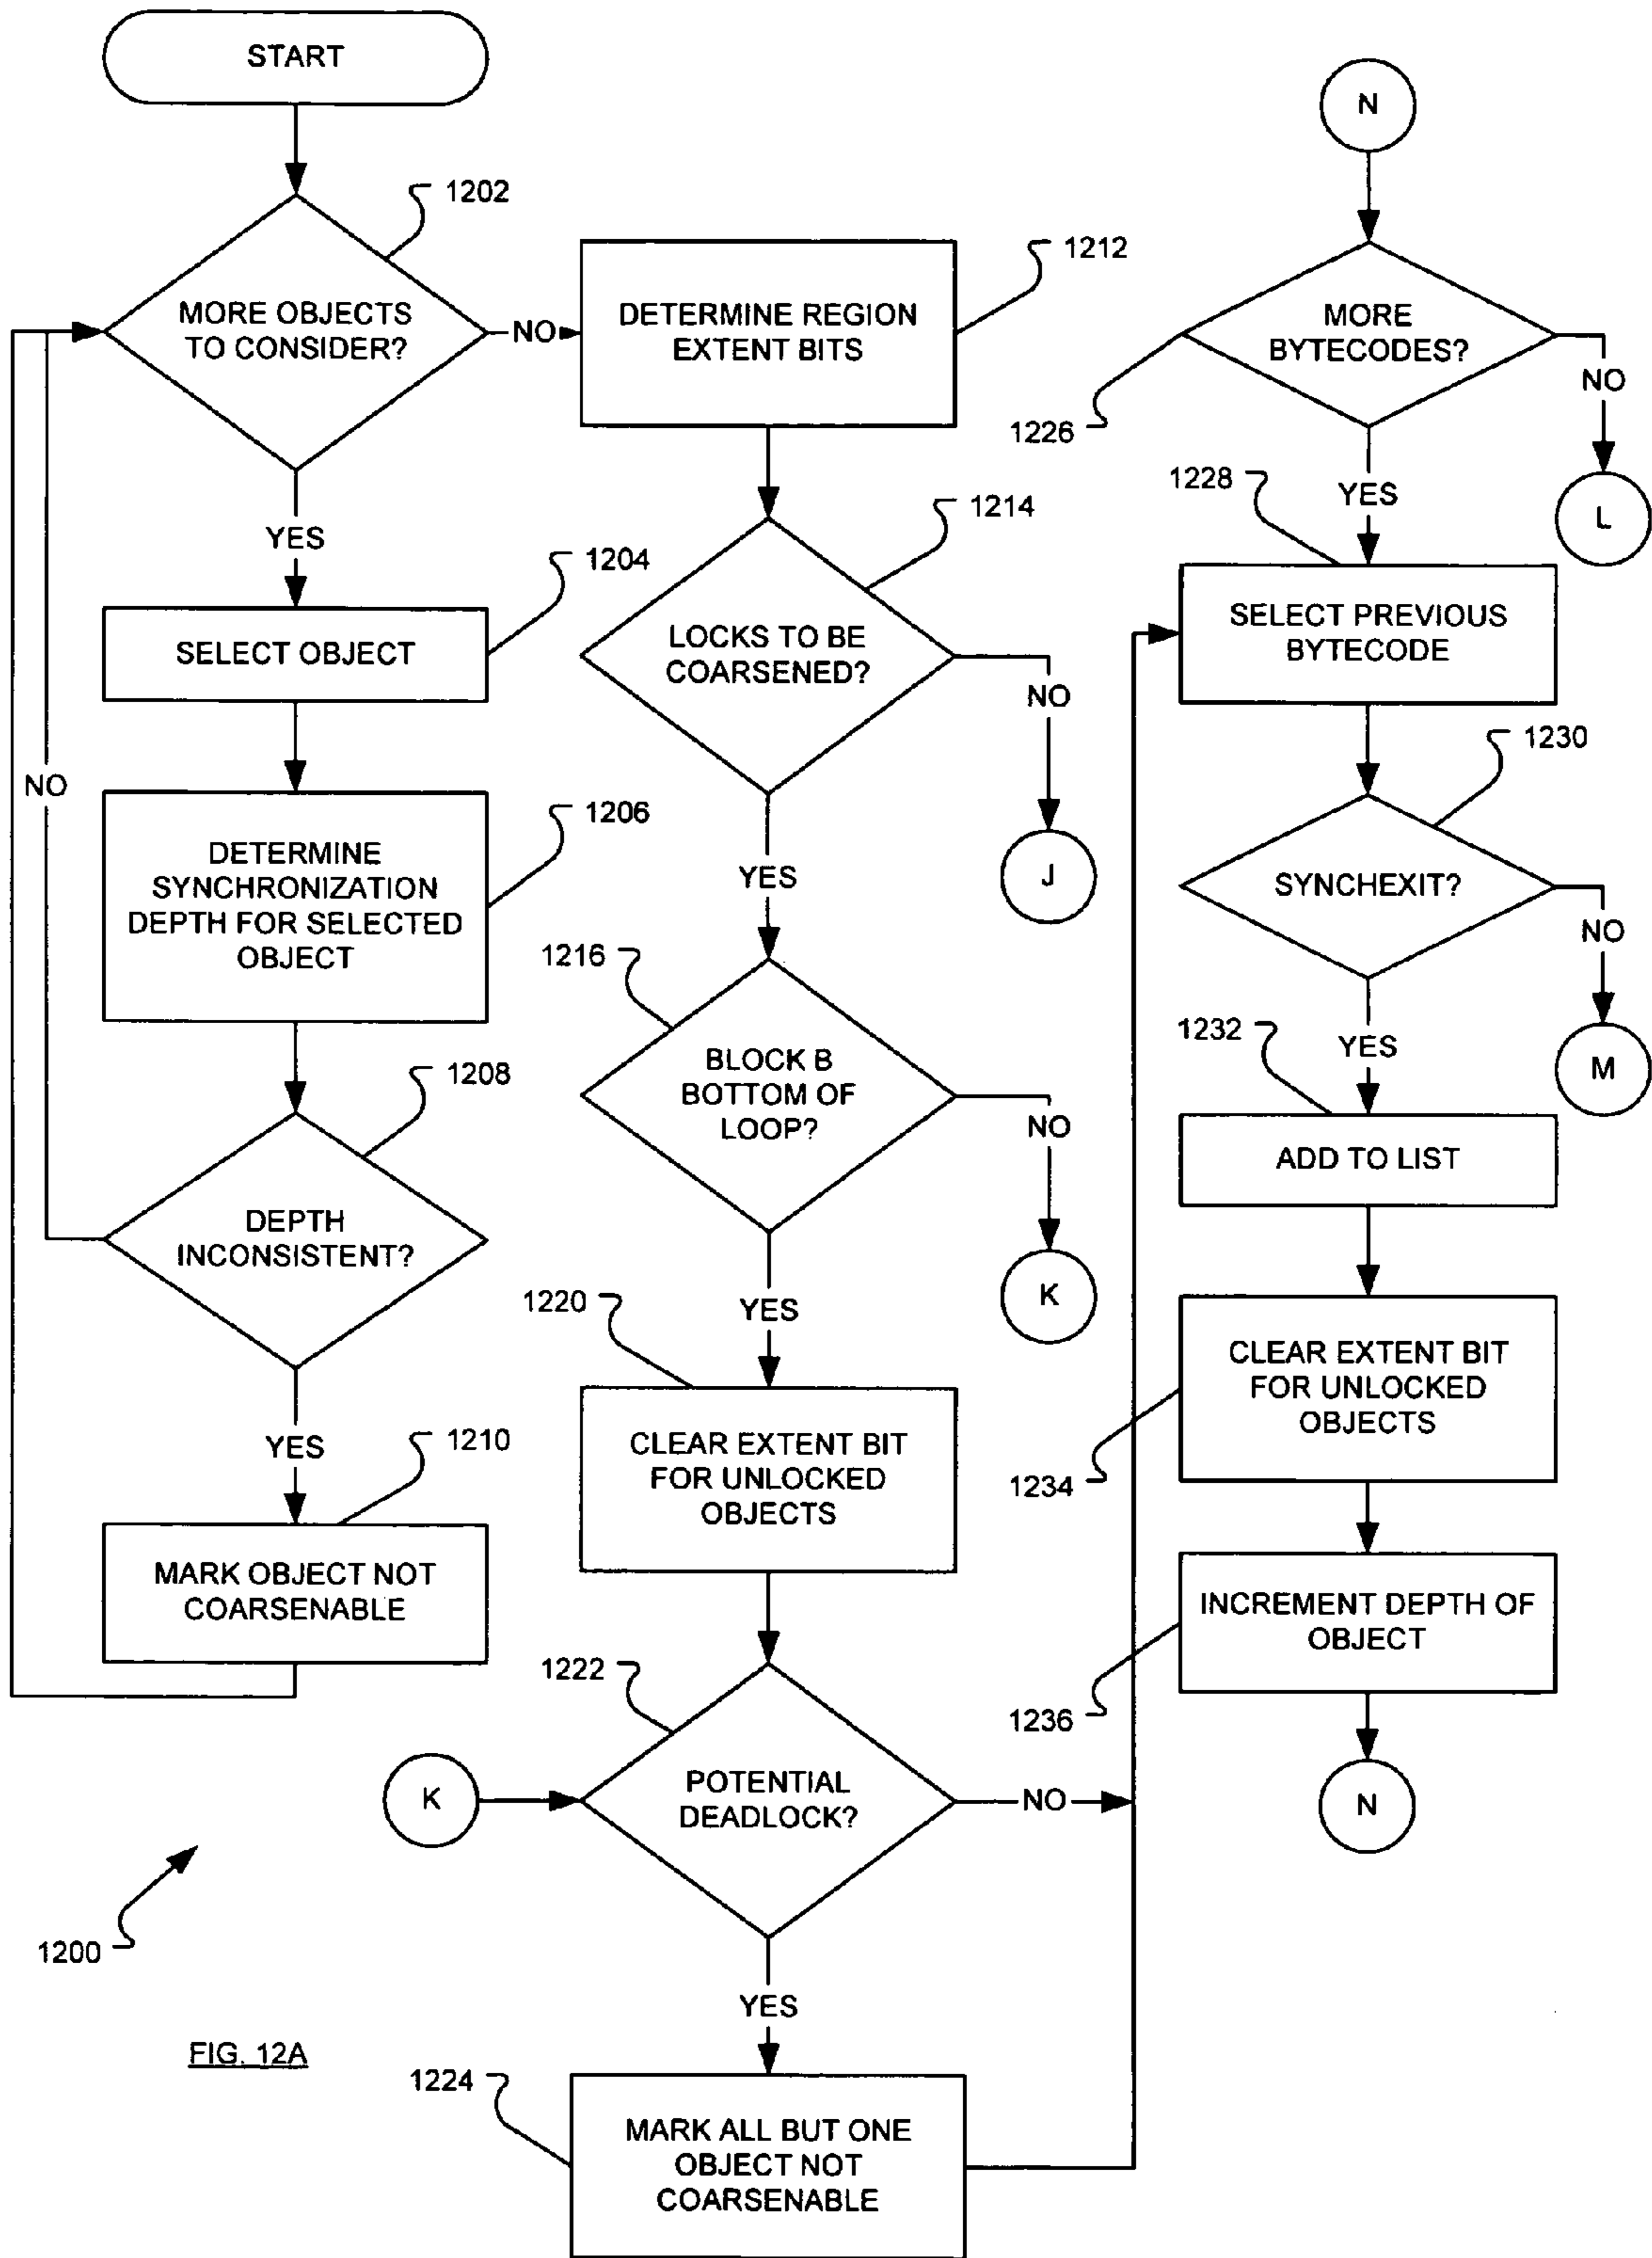 START
1202
MORE OBJECTS
TO CONSIDER?
NO
YES
1204
SELECT OBJECT
1206
DETERMINE
SYNCHRONIZATION
DEPTH FOR SELECTED
OBJECT
NO
1208
DEPTH
INCONSISTENT?
YES
1210
MARK OBJECT NOT
COARSENABLE
1212
DETERMINE REGION
EXTENT BITS
1214
LOCKS TO BE
COARSENED?
NO
J
YES
1216
BLOCK B
BOTTOM OF
LOOP?
NO
K
YES
1220
CLEAR EXTENT BIT
FOR UNLOCKED
OBJECTS
1222
K
POTENTIAL
DEADLOCK?
NO
YES
1224
MARK ALL BUT ONE
OBJECT NOT
COARSENABLE
N
MORE
BYTECODES?
1226
NO
L
YES
1228
SELECT PREVIOUS
BYTECODE
1230
SYNCHEXIT?
NO
M
YES
1232
ADD TO LIST
CLEAR EXTENT BIT
FOR UNLOCKED
OBJECTS
1234
INCREMENT DEPTH OF
OBJECT
1236
N
1200
FIG. 12A